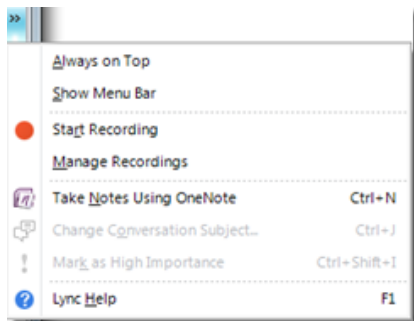 »
Always on Top
Show Menu Bar
Start Recording
Manage Recordings
Take Notes Using OneNote Ctrl+N
Change Conversation Subject... Ctrl+J
Mark as High Importance Ctrl+Shift+I
Lync Help F1